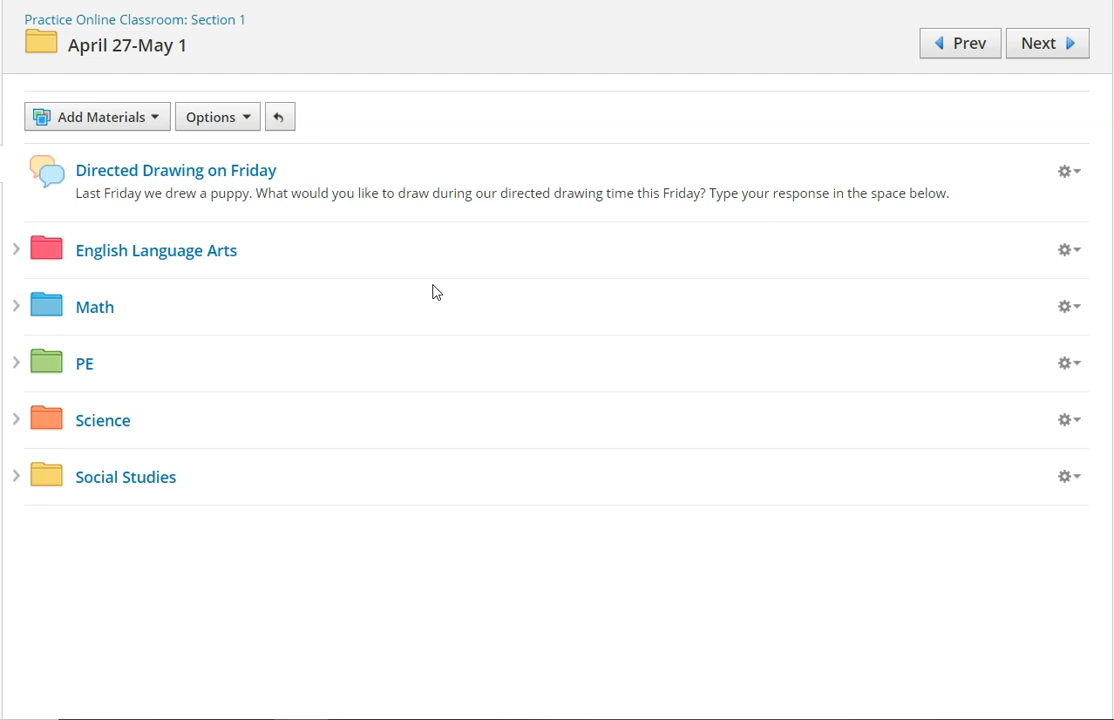 Practice Online Classroom: Section 1
April 27-May 1
Prev Next
Add Materials Options
Directed Drawing on Friday
Last Friday we drew a puppy. What would you like to draw during our directed drawing time this Friday? Type your response in the space below.
English Language Arts
Math
PE
Science
Social Studies